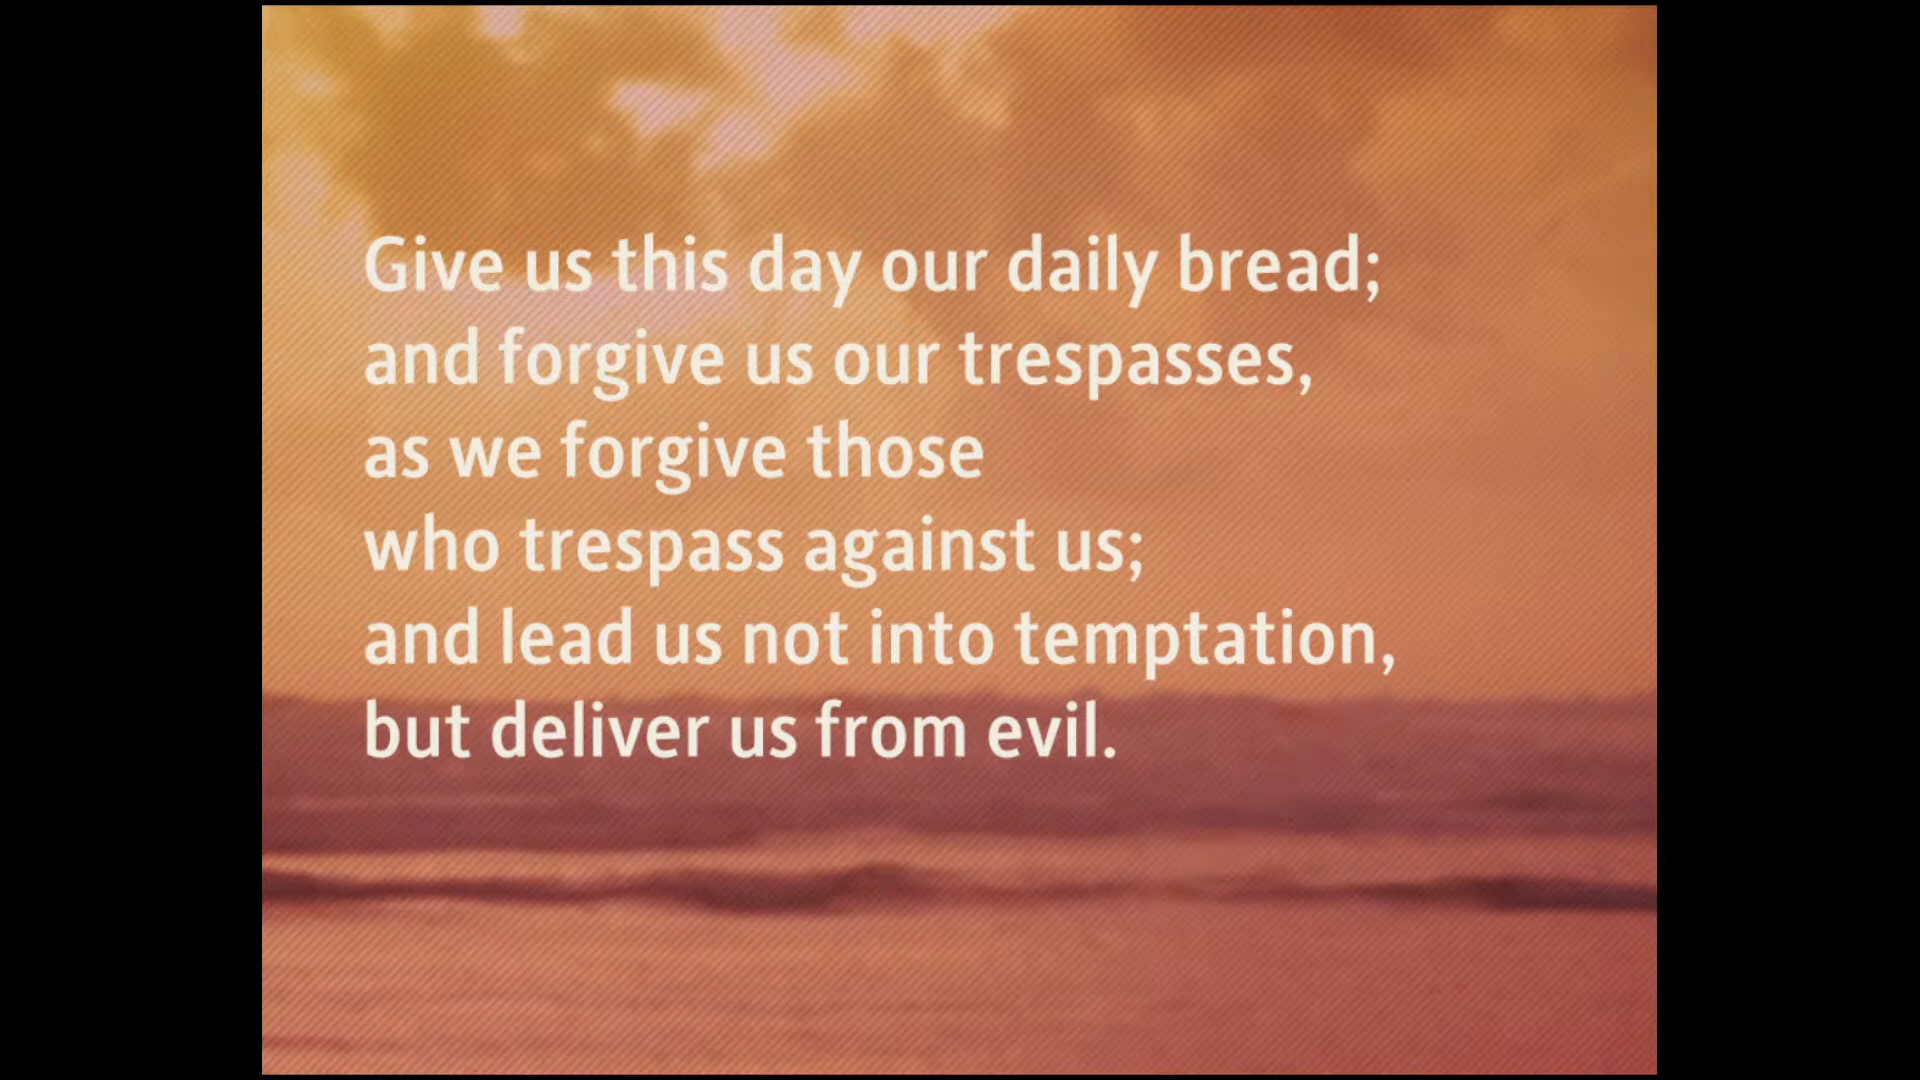 Give us this day our daily bread;
and forgive us our trespasses,
as we forgive those
who trespass against us;
and lead us not into temptation,
but deliver us from evil.